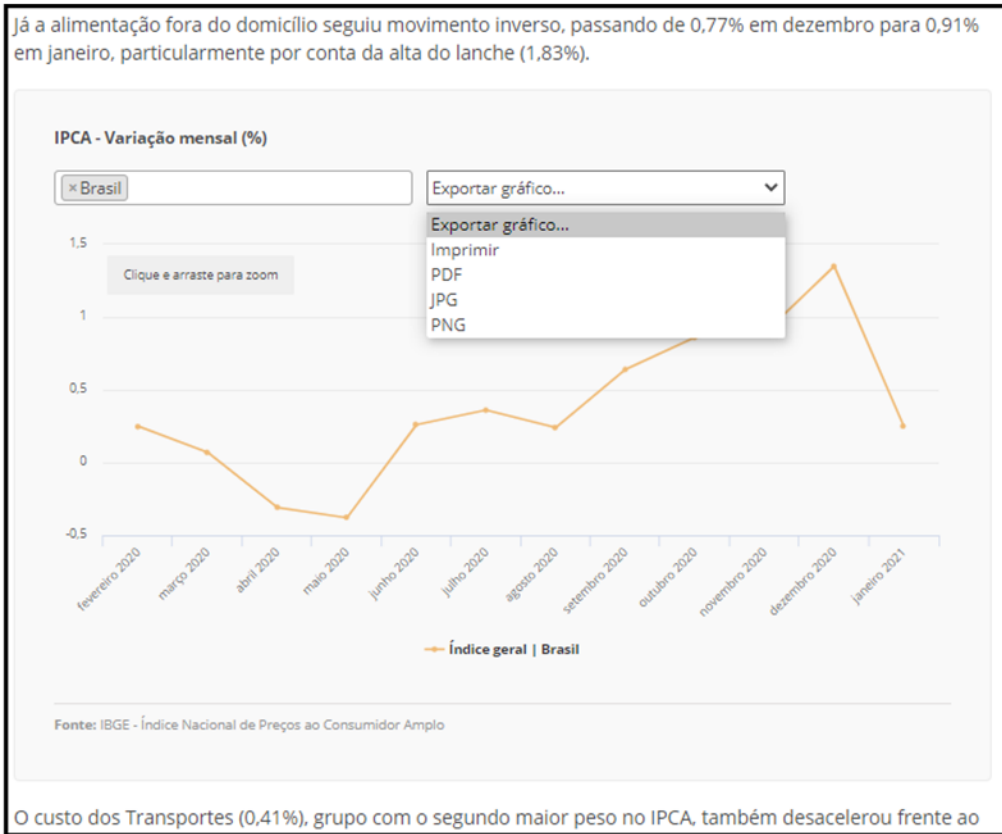 Já a alimentação fora do domicílio seguiu movimento inverso, passando de 0,77% em dezembro para 0,91%
em janeiro, particularmente por conta da alta do lanche (1,83%).
IPCA - Variação mensal (%)
×Brasil
Exportar gráfico...
Exportar gráfico...
Imprimir
PDF
JPG
PNG
Clique e arraste para zoom
1,5
1
0,5
0
-0,5
fevereiro 2020
março 2020
abril 2020
maio 2020
junho 2020
julho 2020
agosto 2020
setembro 2020
outubro 2020
novembro 2020
dezembro 2020
janeiro 2021
Índice geral | Brasil
Fonte: IBGE - Índice Nacional de Preços ao Consumidor Amplo
O custo dos Transportes (0,41%), grupo com o segundo maior peso no IPCA, também desacelerou frente ao